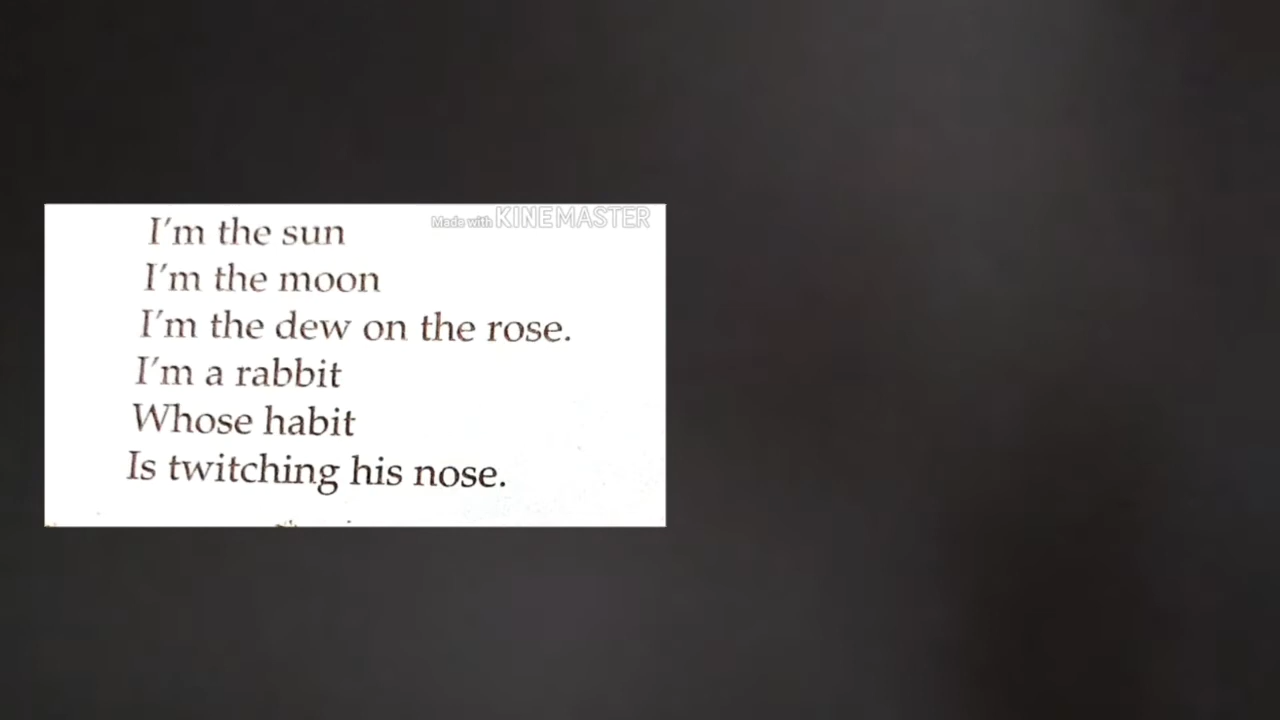 Made with KINEMASTER
I'm the sun
I'm the moon
I'm the dew on the rose.
I'm a rabbit
Whose habit
Is twitching his nose.